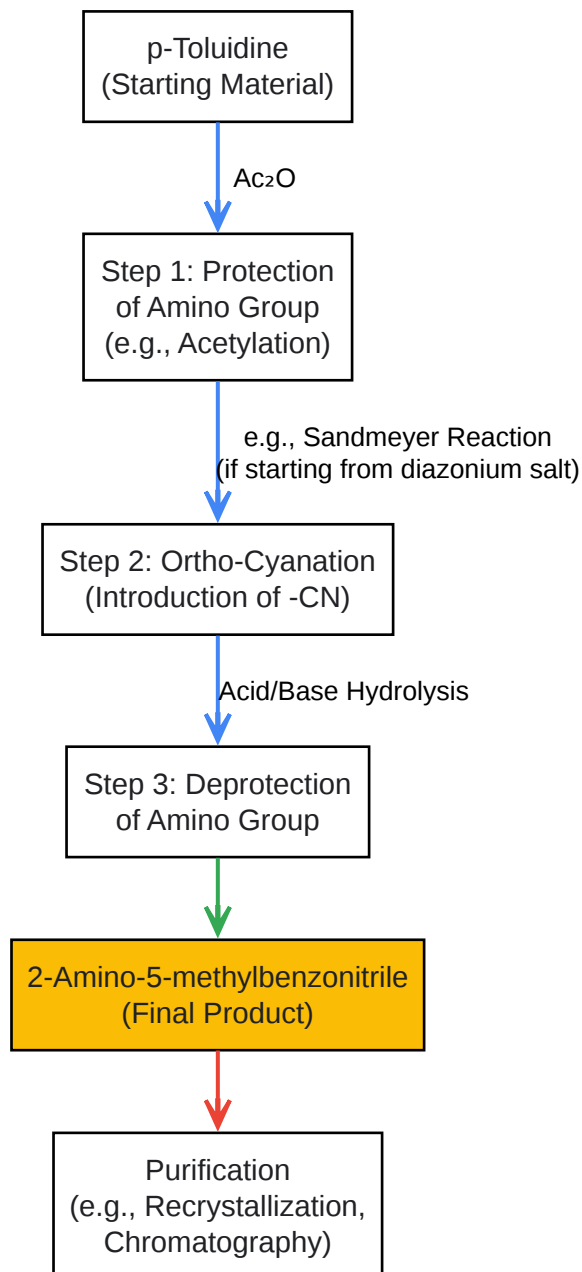 p-Toluidine
(Starting Material)
Ac₂O
Step 1: Protection
of Amino Group
(e.g., Acetylation)
e.g., Sandmeyer Reaction
(if starting from diazonium salt)
Step 2: Ortho-Cyanation
(Introduction of -CN)
Acid/Base Hydrolysis
Step 3: Deprotection
of Amino Group
2-Amino-5-methylbenzonitrile
(Final Product)
Purification
(e.g., Recrystallization,
Chromatography)